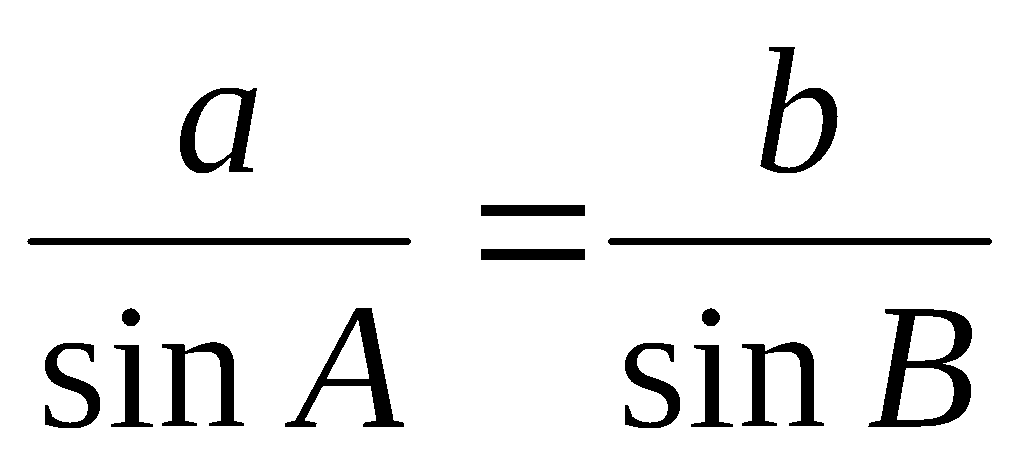 a / sin A = b / sin B